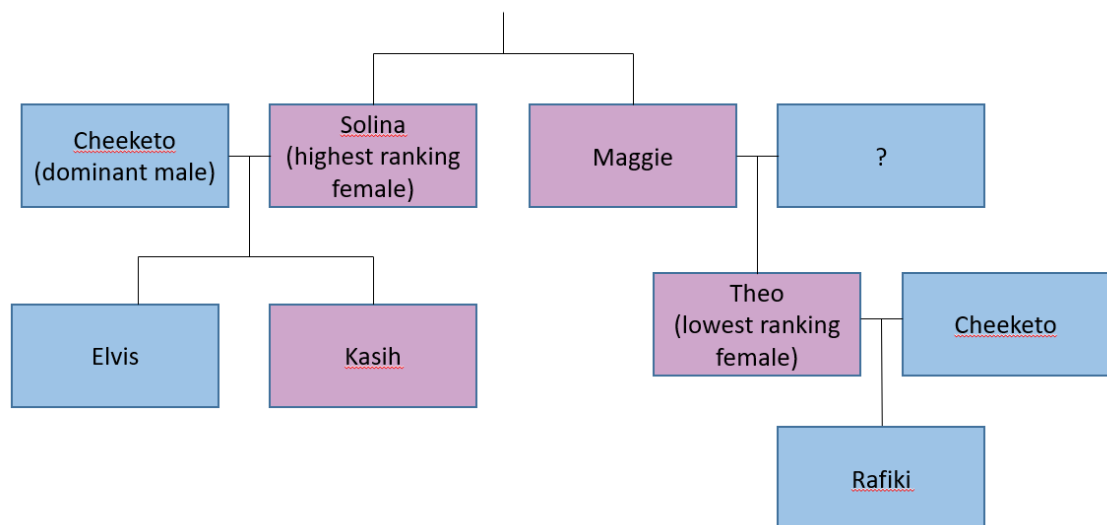 Cheeketo
(dominant male)
Solina
(highest ranking
female)
Maggie
?
Elvis
Kasih
Theo
(lowest ranking
female)
Cheeketo
Rafiki